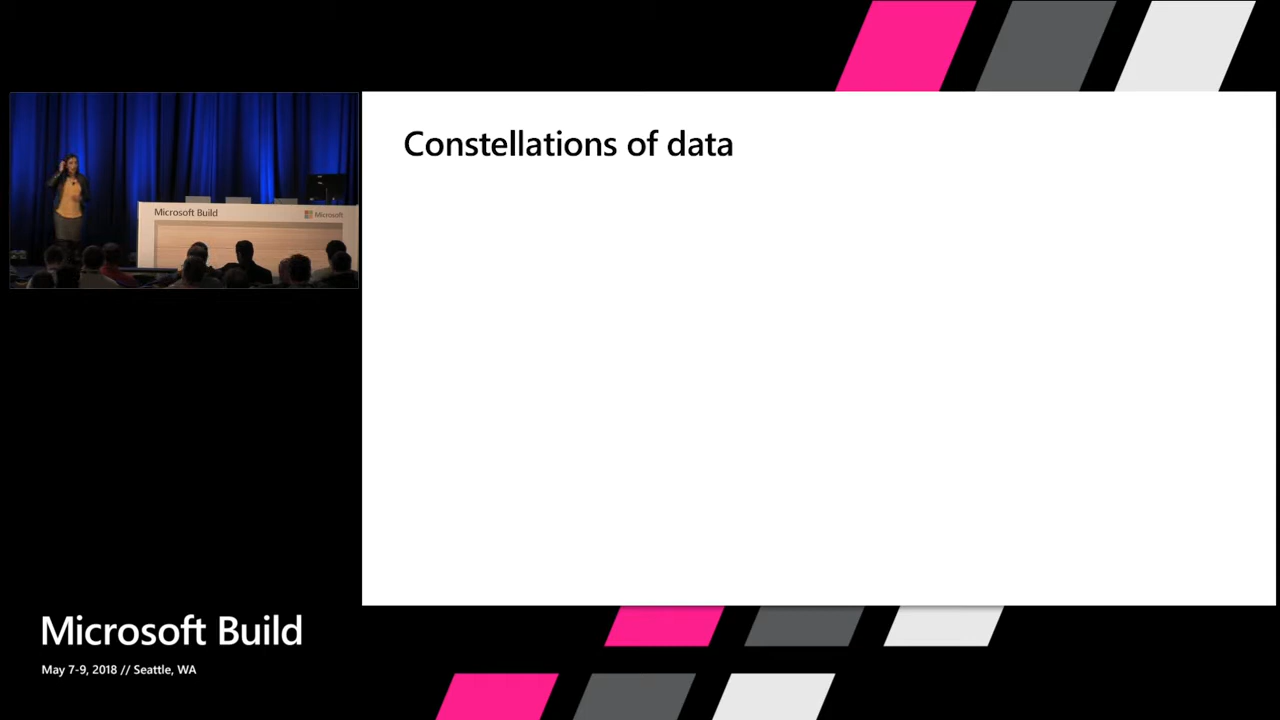 Constellations of data
Microsoft Build
Microsoft
Microsoft Build
May 7-9, 2018 // Seattle, WA